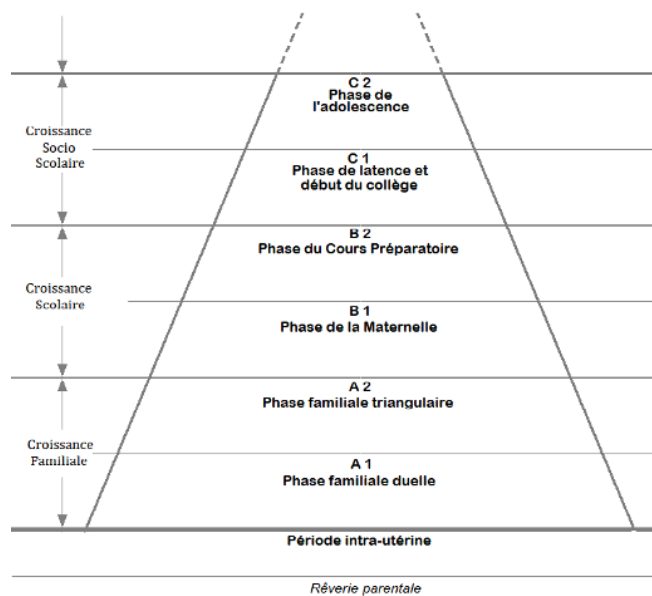 C 2
Phase de
l'adolescence
Croissance
Socio
Scolaire
C 1
Phase de latence et
début du collège
B 2
Phase du Cours Préparatoire
Croissance
Scolaire
B 1
Phase de la Maternelle
A 2
Phase familiale triangulaire
Croissance
Familiale
A 1
Phase familiale duelle
Période intra-utérine
Rêverie parentale